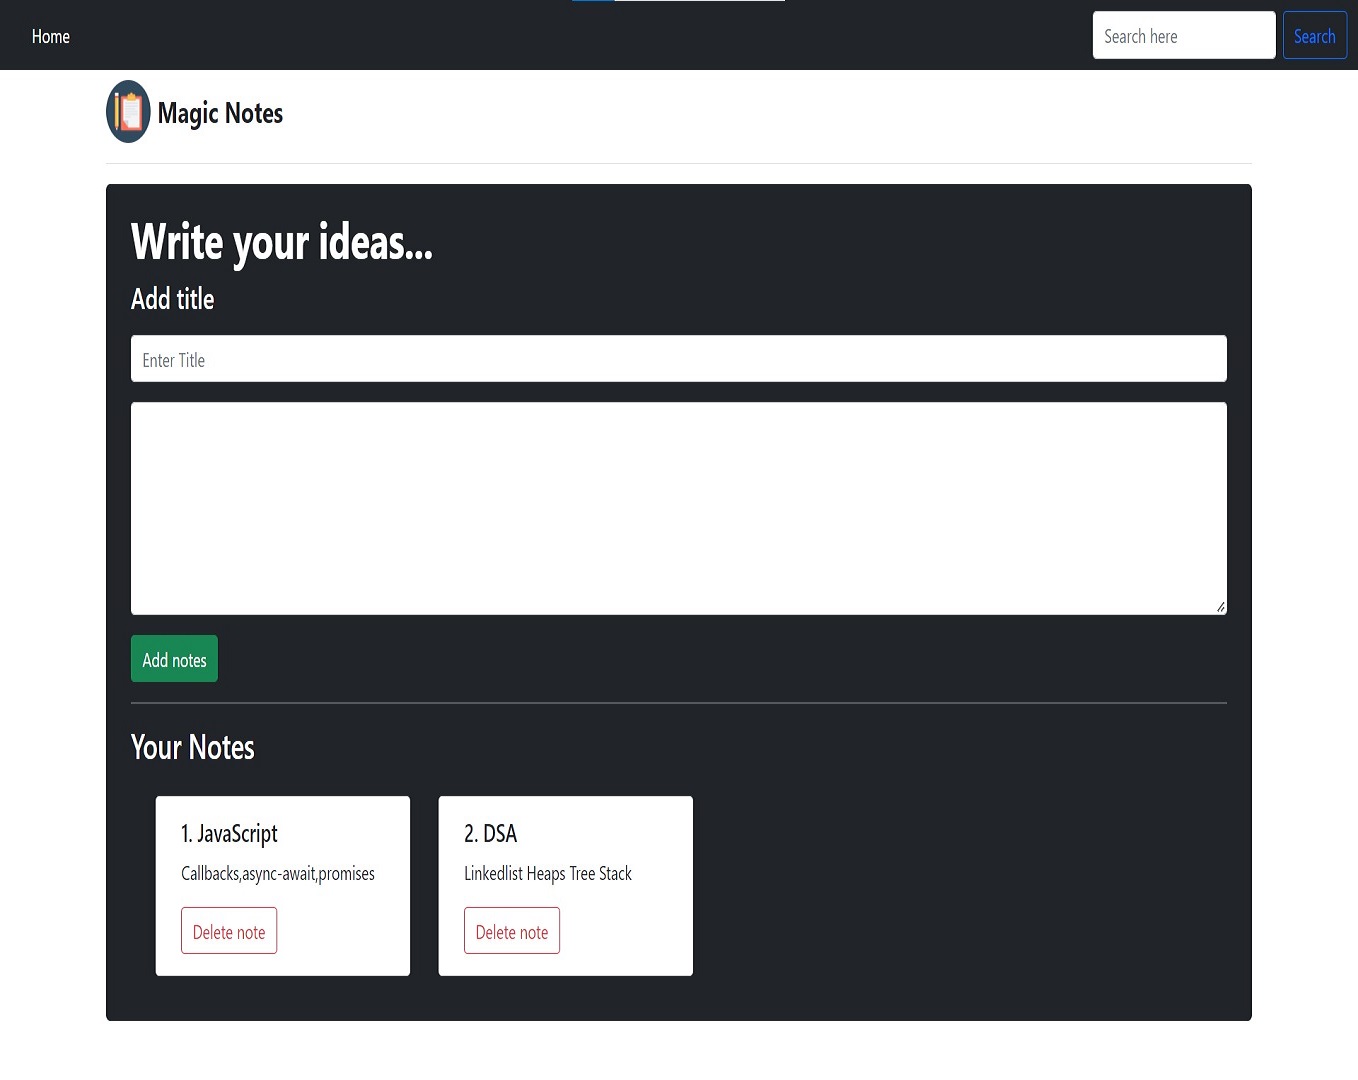 Home
Search here
Search
Magic Notes
Write your ideas...
Add title
Enter Title
Add notes
Your Notes
1. JavaScript
Callbacks,async-await,promises
Delete note
2. DSA
Linkedlist Heaps Tree Stack
Delete note